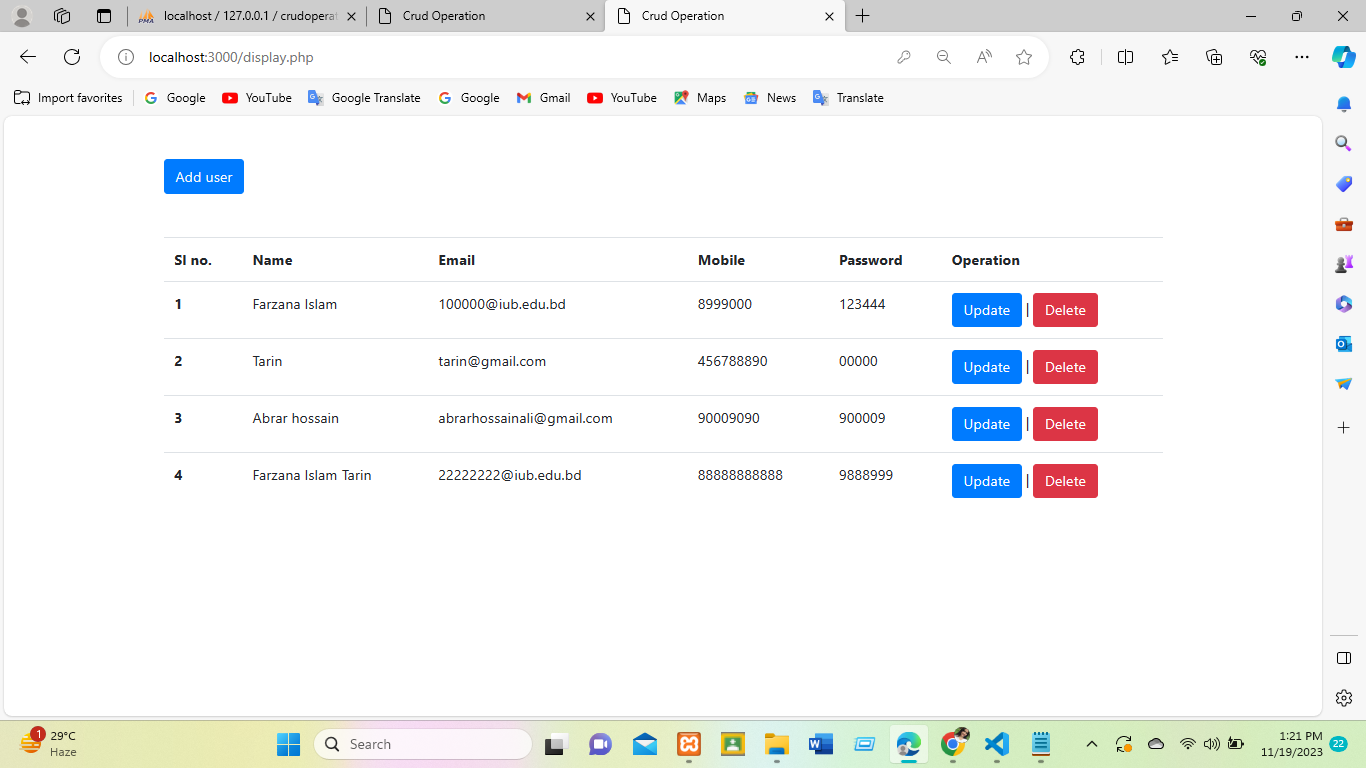 localhost / 127.0.0.1 / crudopera
Crud Operation
Crud Operation
localhost:3000/display.php
Import favorites
Google
YouTube
Google Translate
Google
Gmail
YouTube
Maps
News
Translate
Add user
Sl no. Name Email Mobile Password Operation
1 Farzana Islam 100000@iub.edu.bd 8999000 123444 Update | Delete
2 Tarin tarin@gmail.com 456788890 00000 Update | Delete
3 Abrar hossain abrarhossainali@gmail.com 90009090 900009 Update | Delete
4 Farzana Islam Tarin 22222222@iub.edu.bd 88888888888 9888999 Update | Delete
1
29°C
Haze
Search
1:21 PM
11/19/2023
22